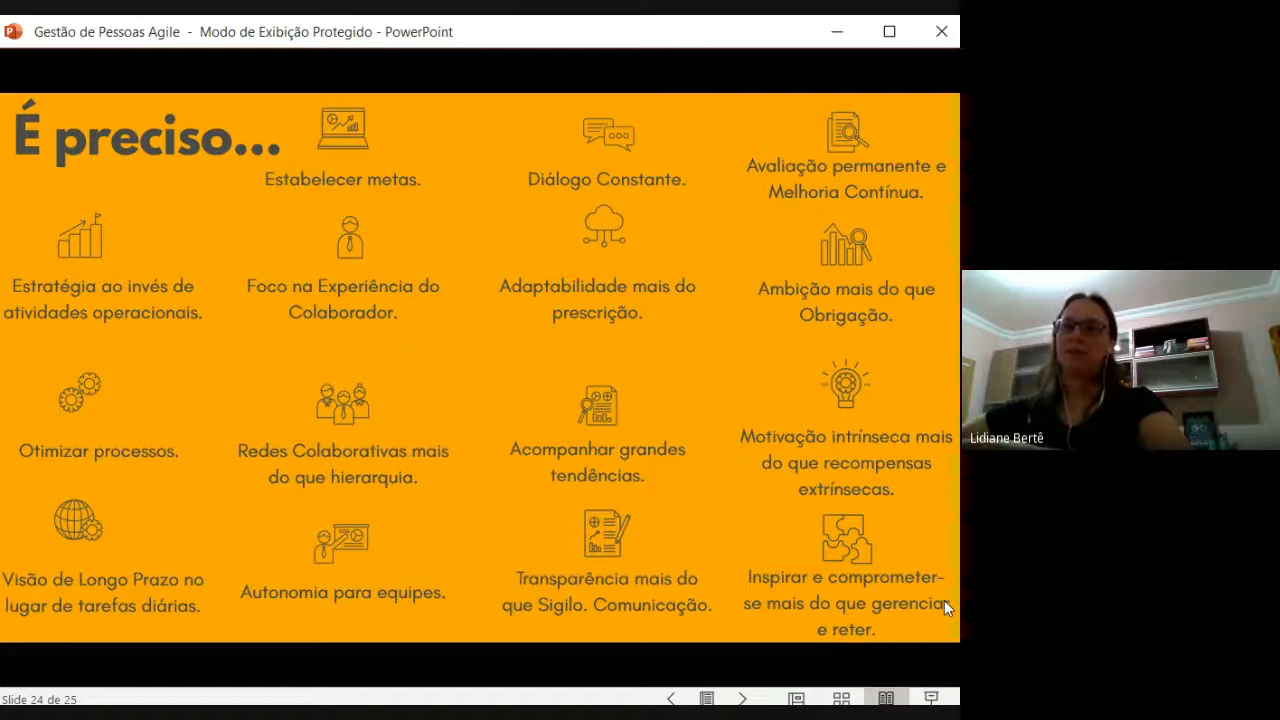 Gestão de Pessoas Agile - Modo de Exibição Protegido - PowerPoint
É preciso...
Estabelecer metas.
Diálogo Constante.
Avaliação permanente e
Melhoria Contínua.
Estratégia ao invés de
atividades operacionais.
Foco na Experiência do
Colaborador.
Adaptabilidade mais do
prescrição.
Ambição mais do que
Obrigação.
Otimizar processos.
Redes Colaborativas mais
do que hierarquia.
Acompanhar grandes
tendências.
Motivação intrínseca mais
do que recompensas
extrínsecas.
Visão de Longo Prazo no
lugar de tarefas diárias.
Autonomia para equipes.
Transparência mais do
que Sigilo. Comunicação.
Inspirar e comprometer-
se mais do que gerenciar
e reter.
Lidiane Bertê
Slide 24 de 25